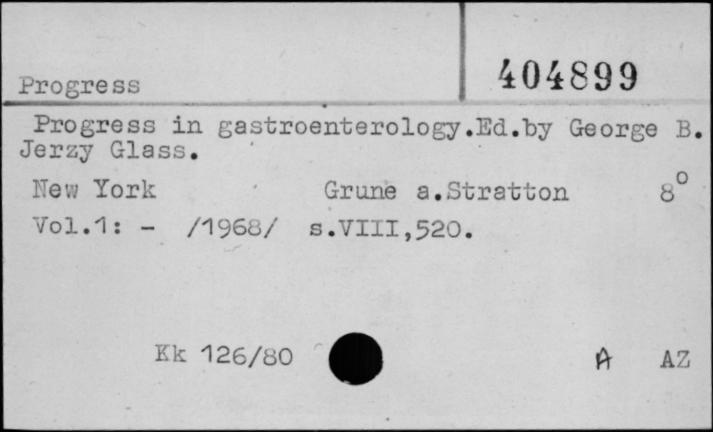 404899
Progress
Progress in gastroenterology.Ed.by George B.
Jerzy Glass.
New York Grune a.Stratton 8°
Vol.1: - /1968/ s.VIII,520.
Kk 126/80 A AZ